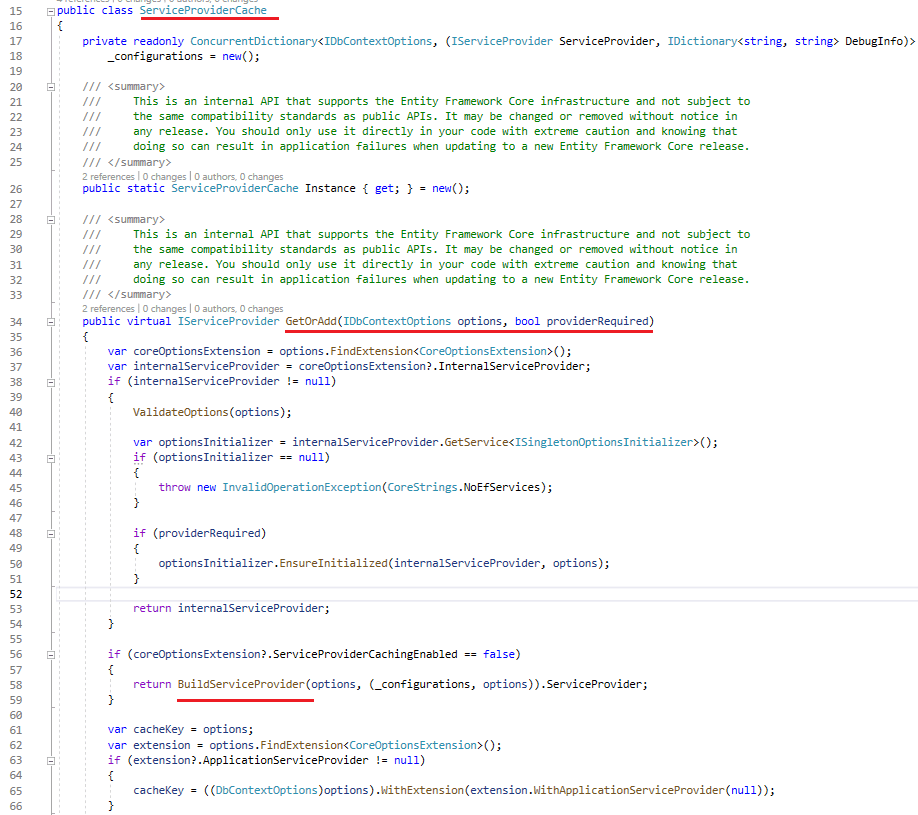 15 public class ServiceProviderCache
16 {
17 private readonly ConcurrentDictionary<IDbContextOptions, (IServiceProvider ServiceProvider, IDictionary<string, string> DebugInfo)>
18 _configurations = new();
19
20 /// <summary>
21 /// This is an internal API that supports the Entity Framework Core infrastructure and not subject to
22 /// the same compatibility standards as public APIs. It may be changed or removed without notice in
23 /// any release. You should only use it directly in your code with extreme caution and knowing that
24 /// doing so can result in application failures when updating to a new Entity Framework Core release.
25 /// </summary>
2 references | 0 changes | 0 authors, 0 changes
26 public static ServiceProviderCache Instance { get; } = new();
27
28 /// <summary>
29 /// This is an internal API that supports the Entity Framework Core infrastructure and not subject to
30 /// the same compatibility standards as public APIs. It may be changed or removed without notice in
31 /// any release. You should only use it directly in your code with extreme caution and knowing that
32 /// doing so can result in application failures when updating to a new Entity Framework Core release.
33 /// </summary>
2 references | 0 changes | 0 authors, 0 changes
34 public virtual IServiceProvider GetOrAdd(IDbContextOptions options, bool providerRequired)
35 {
36 var coreOptionsExtension = options.FindExtension<CoreOptionsExtension>();
37 var internalServiceProvider = coreOptionsExtension?.InternalServiceProvider;
38 if (internalServiceProvider != null)
39 {
40 ValidateOptions(options);
41
42 var optionsInitializer = internalServiceProvider.GetService<ISingletonOptionsInitializer>();
43 if (optionsInitializer == null)
44 {
45 throw new InvalidOperationException(CoreStrings.NoEfServices);
46 }
47
48 if (providerRequired)
49 {
50 optionsInitializer.EnsureInitialized(internalServiceProvider, options);
51 }
52
53 return internalServiceProvider;
54 }
55
56 if (coreOptionsExtension?.ServiceProviderCachingEnabled == false)
57 {
58 return BuildServiceProvider(options, (_configurations, options)).ServiceProvider;
59 }
60
61 var cacheKey = options;
62 var extension = options.FindExtension<CoreOptionsExtension>();
63 if (extension?.ApplicationServiceProvider != null)
64 {
65 cacheKey = ((DbContextOptions)options).WithExtension(extension.WithApplicationServiceProvider(null));
66 }